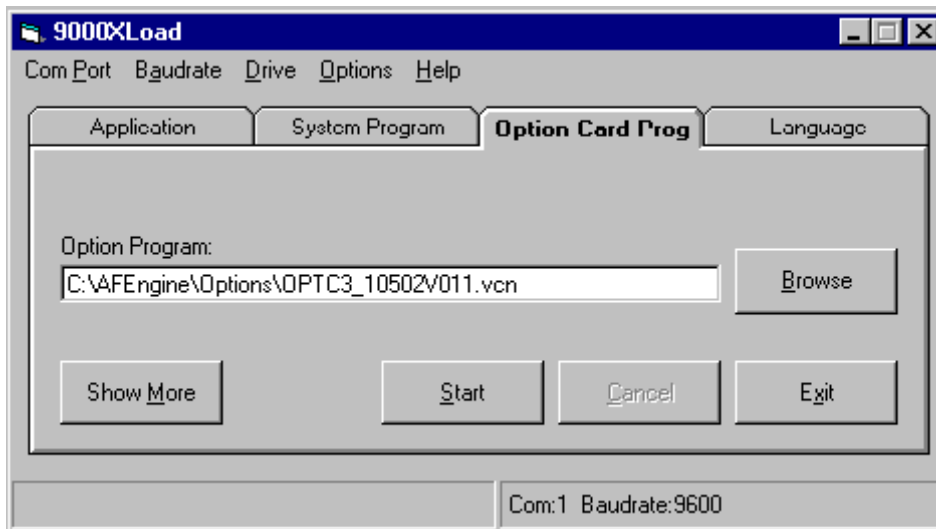 9000XLoad
Com Port Baudrate Drive Options Help
Application System Program Option Card Prog Language
Option Program:
C:\AFEngine\Options\OPTC3_10502V011.vcn
Browse
Show More Start Cancel Exit
Com:1 Baudrate:9600